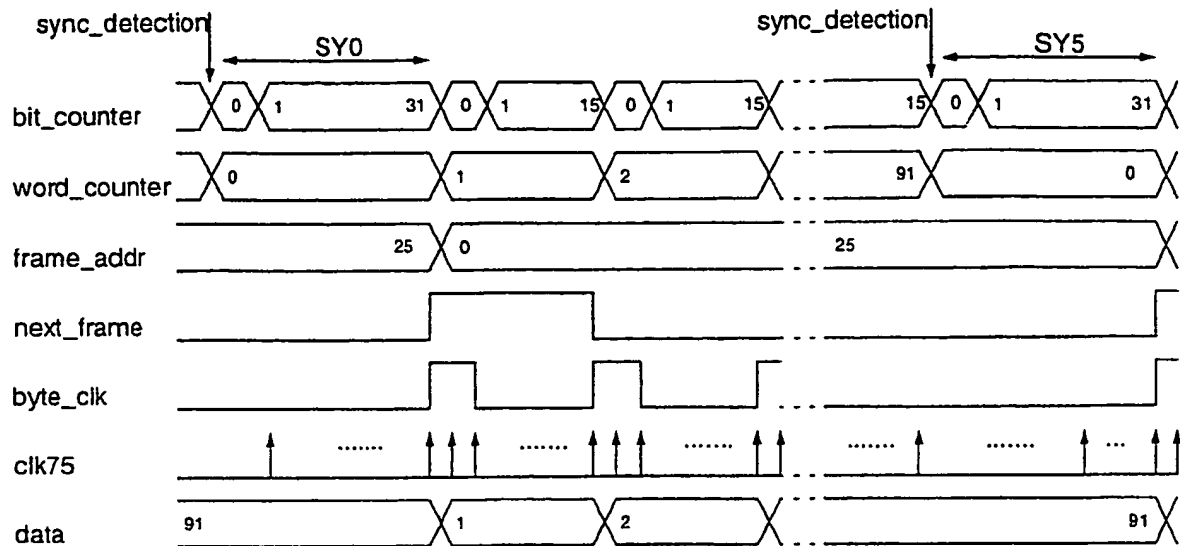 sync_detection SY0 sync_detection SY5
bit_counter 0 1 31 0 1 15 0 1 15 15 0 1 31
word_counter 0 1 2 91 0
frame_addr 25 0 25
next_frame
byte_clk
clk75 ....... ....... ....... ....... ....... ...
data 91 1 2 91